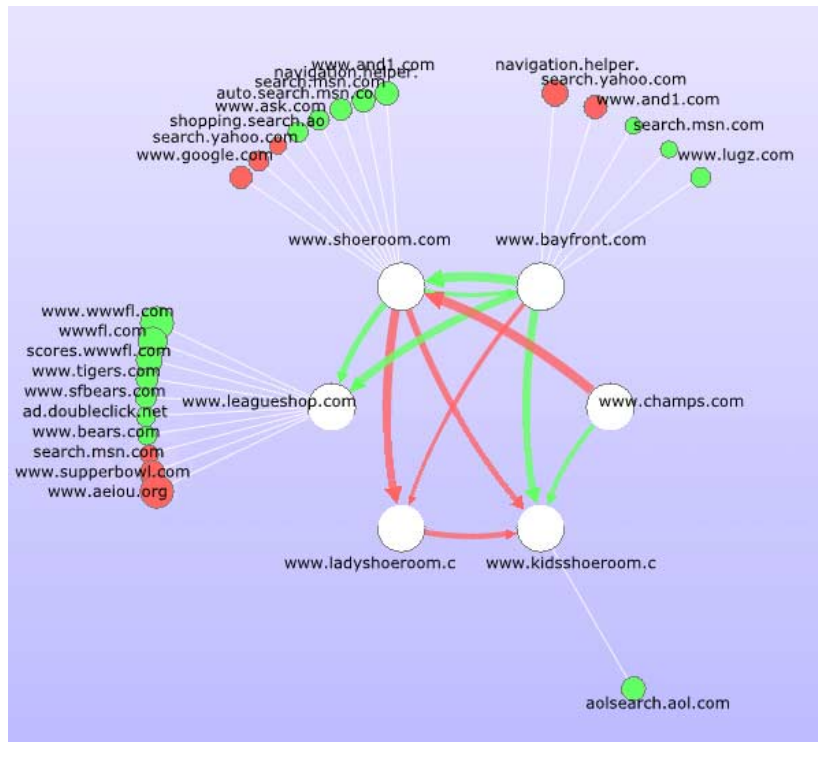 www.and1.com
navigation.helper.
search.msn.com
auto.search.msn.co
www.ask.com
shopping.search.ao
search.yahoo.com
www.google.com
navigation.helper.
search.yahoo.com
www.and1.com
search.msn.com
www.lugz.com
www.shoeroom.com
www.bayfront.com
www.wwwfl.com
wwwfl.com
scores.wwwfl.com
www.tigers.com
www.sfbears.com
ad.doubleclick.net
www.bears.com
search.msn.com
www.supperbowl.com
www.aeiou.org
www.leagueshop.com
www.champs.com
www.ladyshoeroom.c
www.kidsshoeroom.c
aolsearch.aol.com